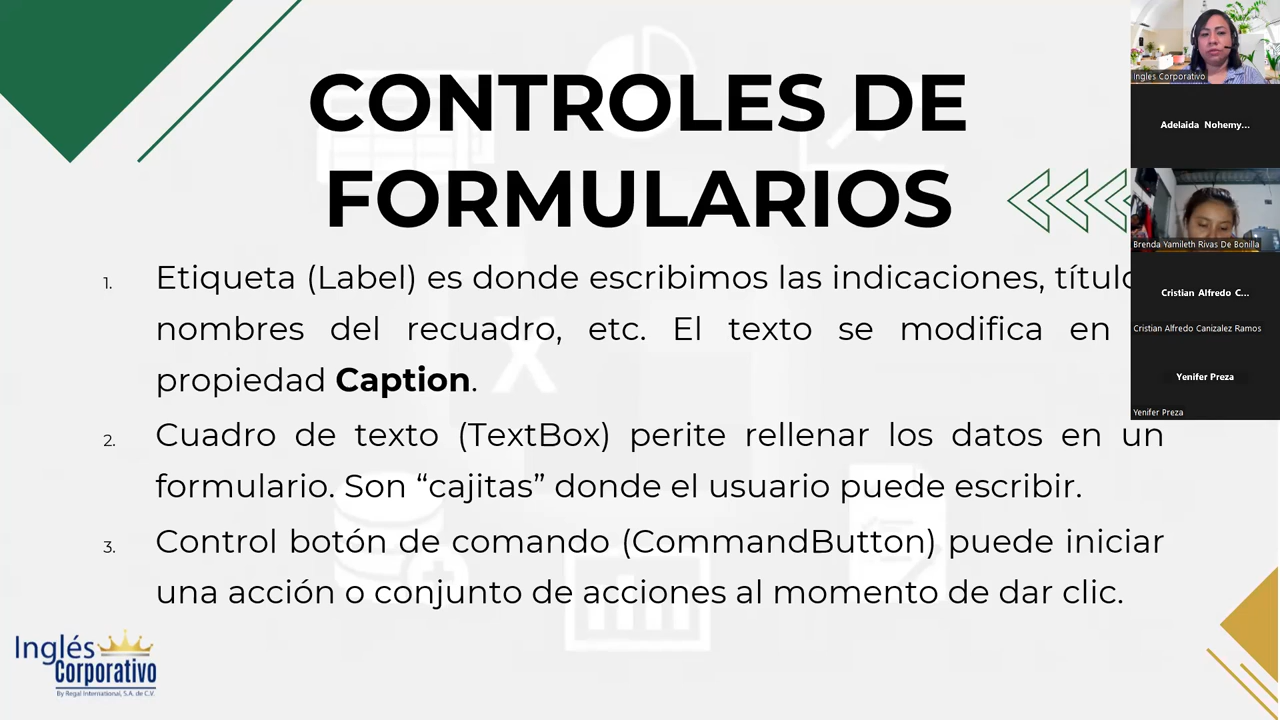 CONTROLES DE
FORMULARIOS
1. Etiqueta (Label) es donde escribimos las indicaciones, título
nombres del recuadro, etc. El texto se modifica en
propiedad Caption.
2. Cuadro de texto (TextBox) perite rellenar los datos en un
formulario. Son “cajitas” donde el usuario puede escribir.
3. Control botón de comando (CommandButton) puede iniciar
una acción o conjunto de acciones al momento de dar clic.
Inglés
Corporativo
By Regal International, S.A. de C.V.
Ingles Corporativo
Adelaida Nohemy...
Brenda Yamileth Rivas De Bonilla
Cristian Alfredo C...
Cristian Alfredo Canizalez Ramos
Yenifer Preza
Yenifer Preza